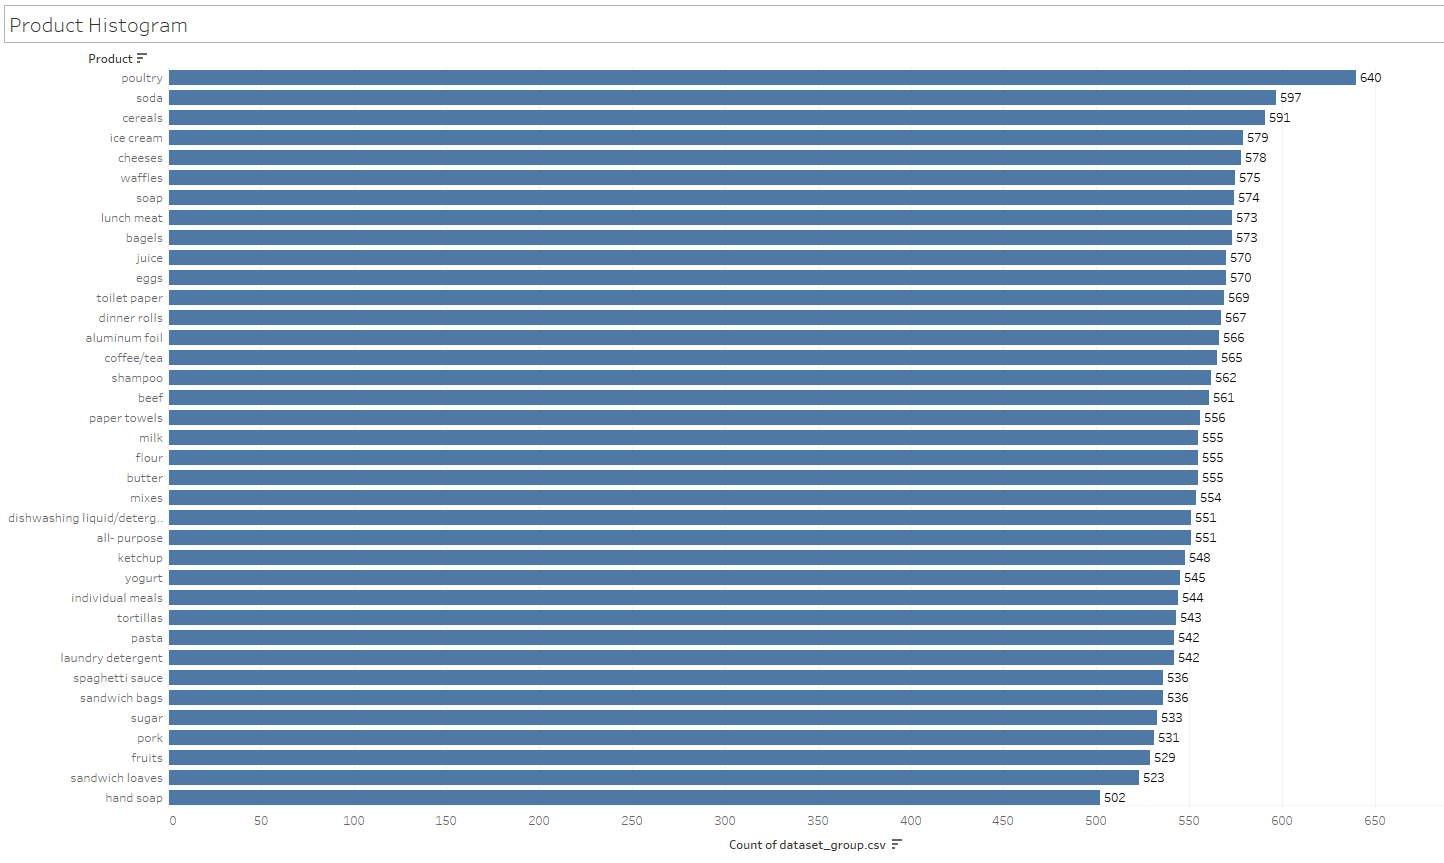 Product Histogram
Product
poultry 640
soda 597
cereals 591
ice cream 579
cheeses 578
waffles 575
soap 574
lunch meat 573
bagels 573
juice 570
eggs 570
toilet paper 569
dinner rolls 567
aluminum foil 566
coffee/tea 565
shampoo 562
beef 561
paper towels 556
milk 555
flour 555
butter 555
mixes 554
dishwashing liquid/deterg.. 551
all- purpose 551
ketchup 548
yogurt 545
individual meals 544
tortillas 543
pasta 542
laundry detergent 542
spaghetti sauce 536
sandwich bags 536
sugar 533
pork 531
fruits 529
sandwich loaves 523
hand soap 502
0 50 100 150 200 250 300 350 400 450 500 550 600 650
Count of dataset_group.csv